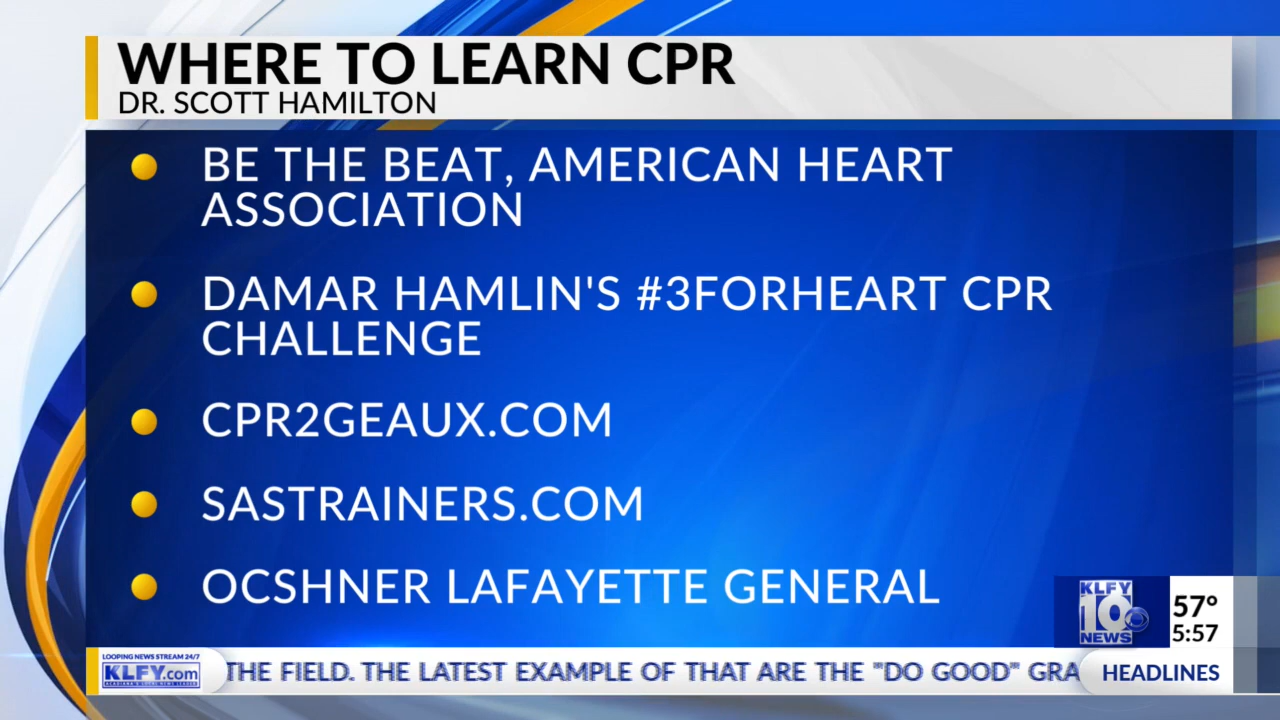 WHERE TO LEARN CPR
DR. SCOTT HAMILTON
BE THE BEAT, AMERICAN HEART
ASSOCIATION
DAMAR HAMLIN'S #3FORHEART CPR
CHALLENGE
CPR2GEAUX.COM
SASTRAINERS.COM
OCSHNER LAFAYETTE GENERAL
KLFY
10
NEWS
57°
5:57
LOOPING NEWS STREAM 24/7
KLFY.com
THE FIELD. THE LATEST EXAMPLE OF THAT ARE THE "DO GOOD" GRA
HEADLINES